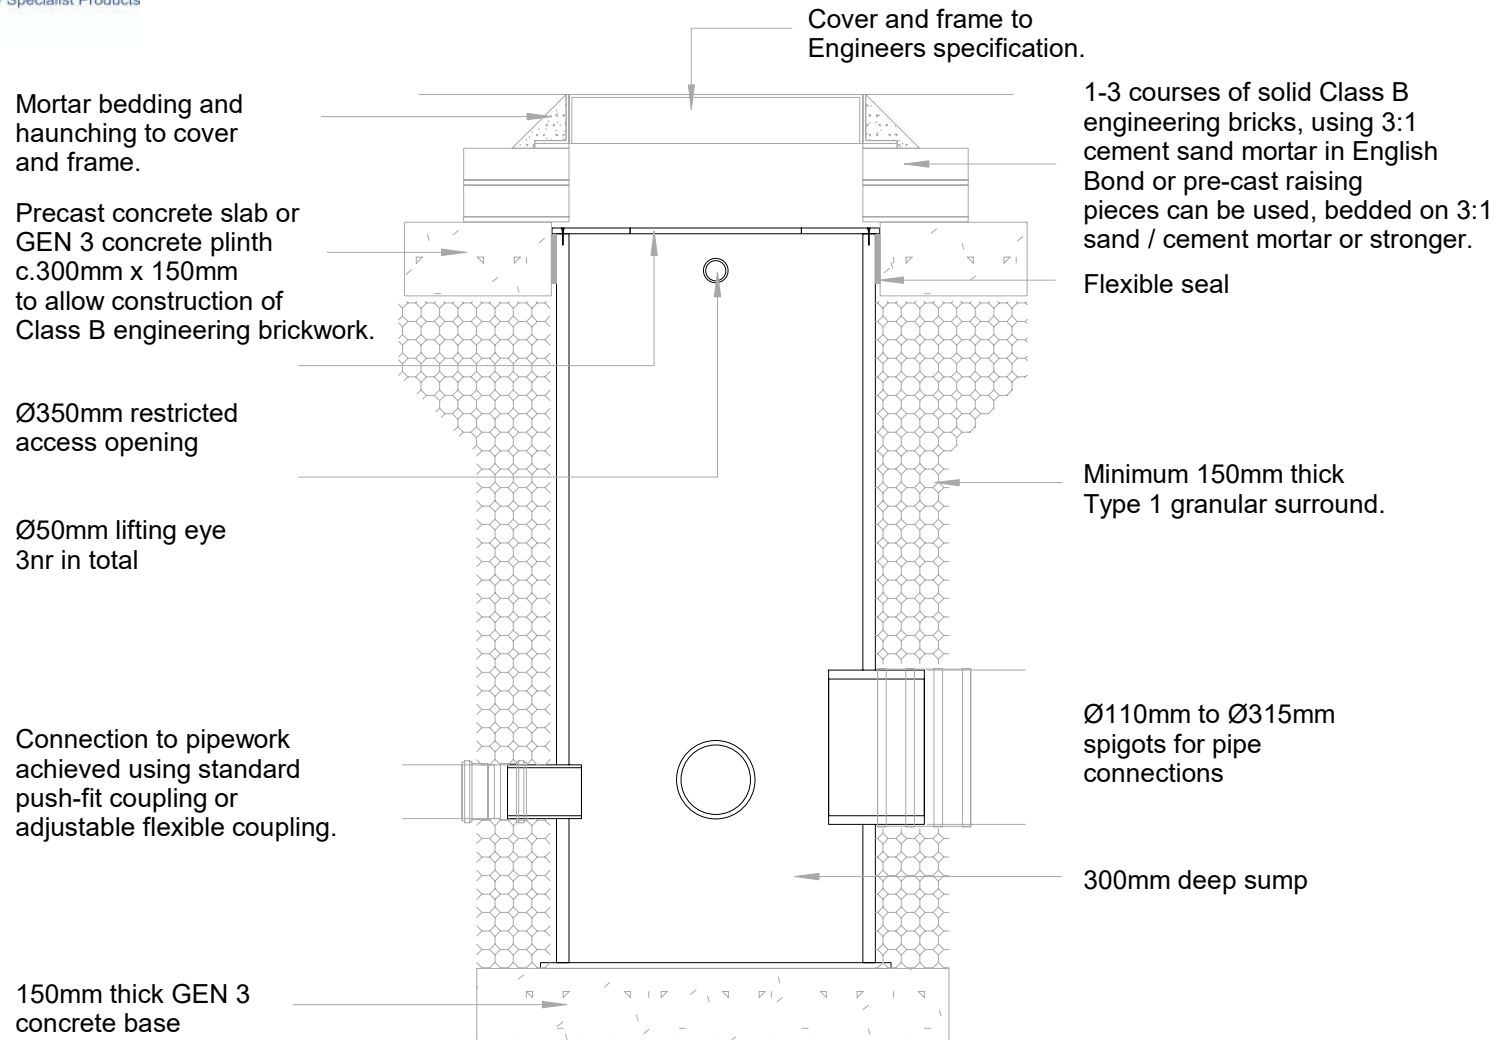 Specialist Products
Cover and frame to
Engineers specification.
Mortar bedding and
haunching to cover
and frame.
1-3 courses of solid Class B
engineering bricks, using 3:1
cement sand mortar in English
Bond or pre-cast raising
pieces can be used, bedded on 3:1
sand / cement mortar or stronger.
Precast concrete slab or
GEN 3 concrete plinth
c.300mm x 150mm
to allow construction of
Class B engineering brickwork.
Flexible seal
Ø350mm restricted
access opening
Minimum 150mm thick
Type 1 granular surround.
Ø50mm lifting eye
3nr in total
Ø110mm to Ø315mm
spigots for pipe
connections
Connection to pipework
achieved using standard
push-fit coupling or
adjustable flexible coupling.
300mm deep sump
150mm thick GEN 3
concrete base